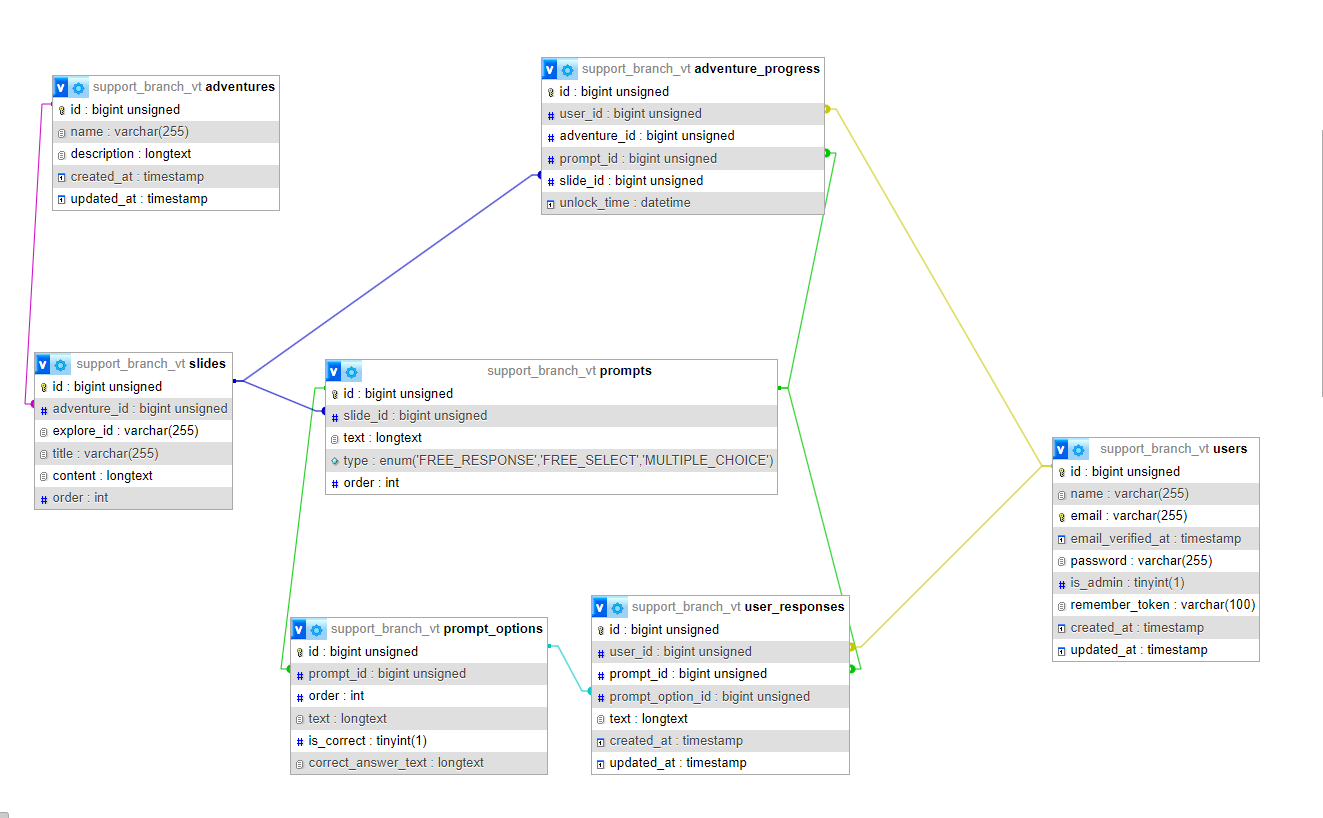 V support_branch_vt adventures
id : bigint unsigned
name : varchar(255)
description : longtext
created_at : timestamp
updated_at : timestamp
V support_branch_vt adventure_progress
id : bigint unsigned
# user_id : bigint unsigned
# adventure_id : bigint unsigned
# prompt_id : bigint unsigned
# slide_id : bigint unsigned
unlock_time : datetime
V support_branch_vt slides
id : bigint unsigned
# adventure_id : bigint unsigned
explore_id : varchar(255)
title : varchar(255)
content : longtext
# order : int
V support_branch_vt prompts
id : bigint unsigned
# slide_id : bigint unsigned
text : longtext
type : enum('FREE_RESPONSE','FREE_SELECT','MULTIPLE_CHOICE')
# order : int
V support_branch_vt users
id : bigint unsigned
name : varchar(255)
email : varchar(255)
email_verified_at : timestamp
password : varchar(255)
# is_admin : tinyint(1)
remember_token : varchar(100)
created_at : timestamp
updated_at : timestamp
V support_branch_vt prompt_options
id : bigint unsigned
# prompt_id : bigint unsigned
# order : int
text : longtext
# is_correct : tinyint(1)
correct_answer_text : longtext
V support_branch_vt user_responses
id : bigint unsigned
# user_id : bigint unsigned
# prompt_id : bigint unsigned
# prompt_option_id : bigint unsigned
text : longtext
created_at : timestamp
updated_at : timestamp